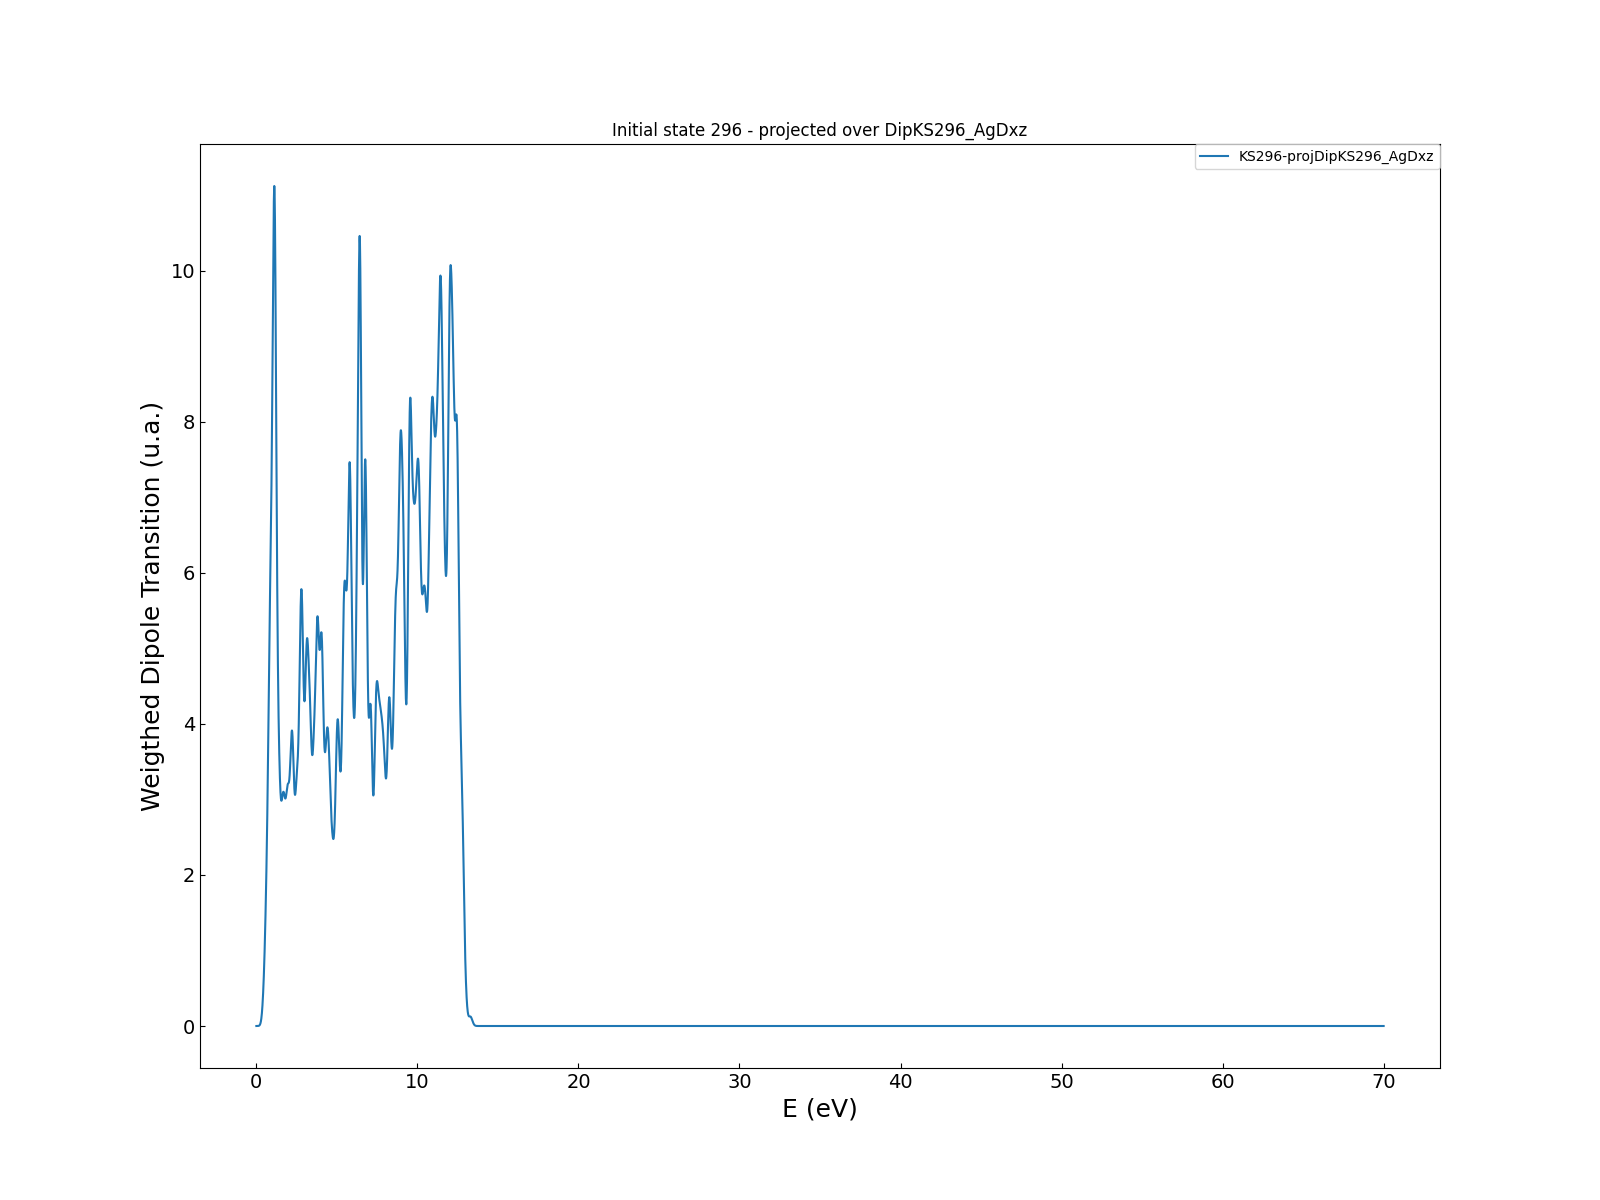 Initial state 296 - projected over DipKS296_AgDxz
KS296-projDipKS296_AgDxz
Weigthed Dipole Transition (u.a.)
10
8
6
4
2
0
0 10 20 30 40 50 60 70
E (eV)